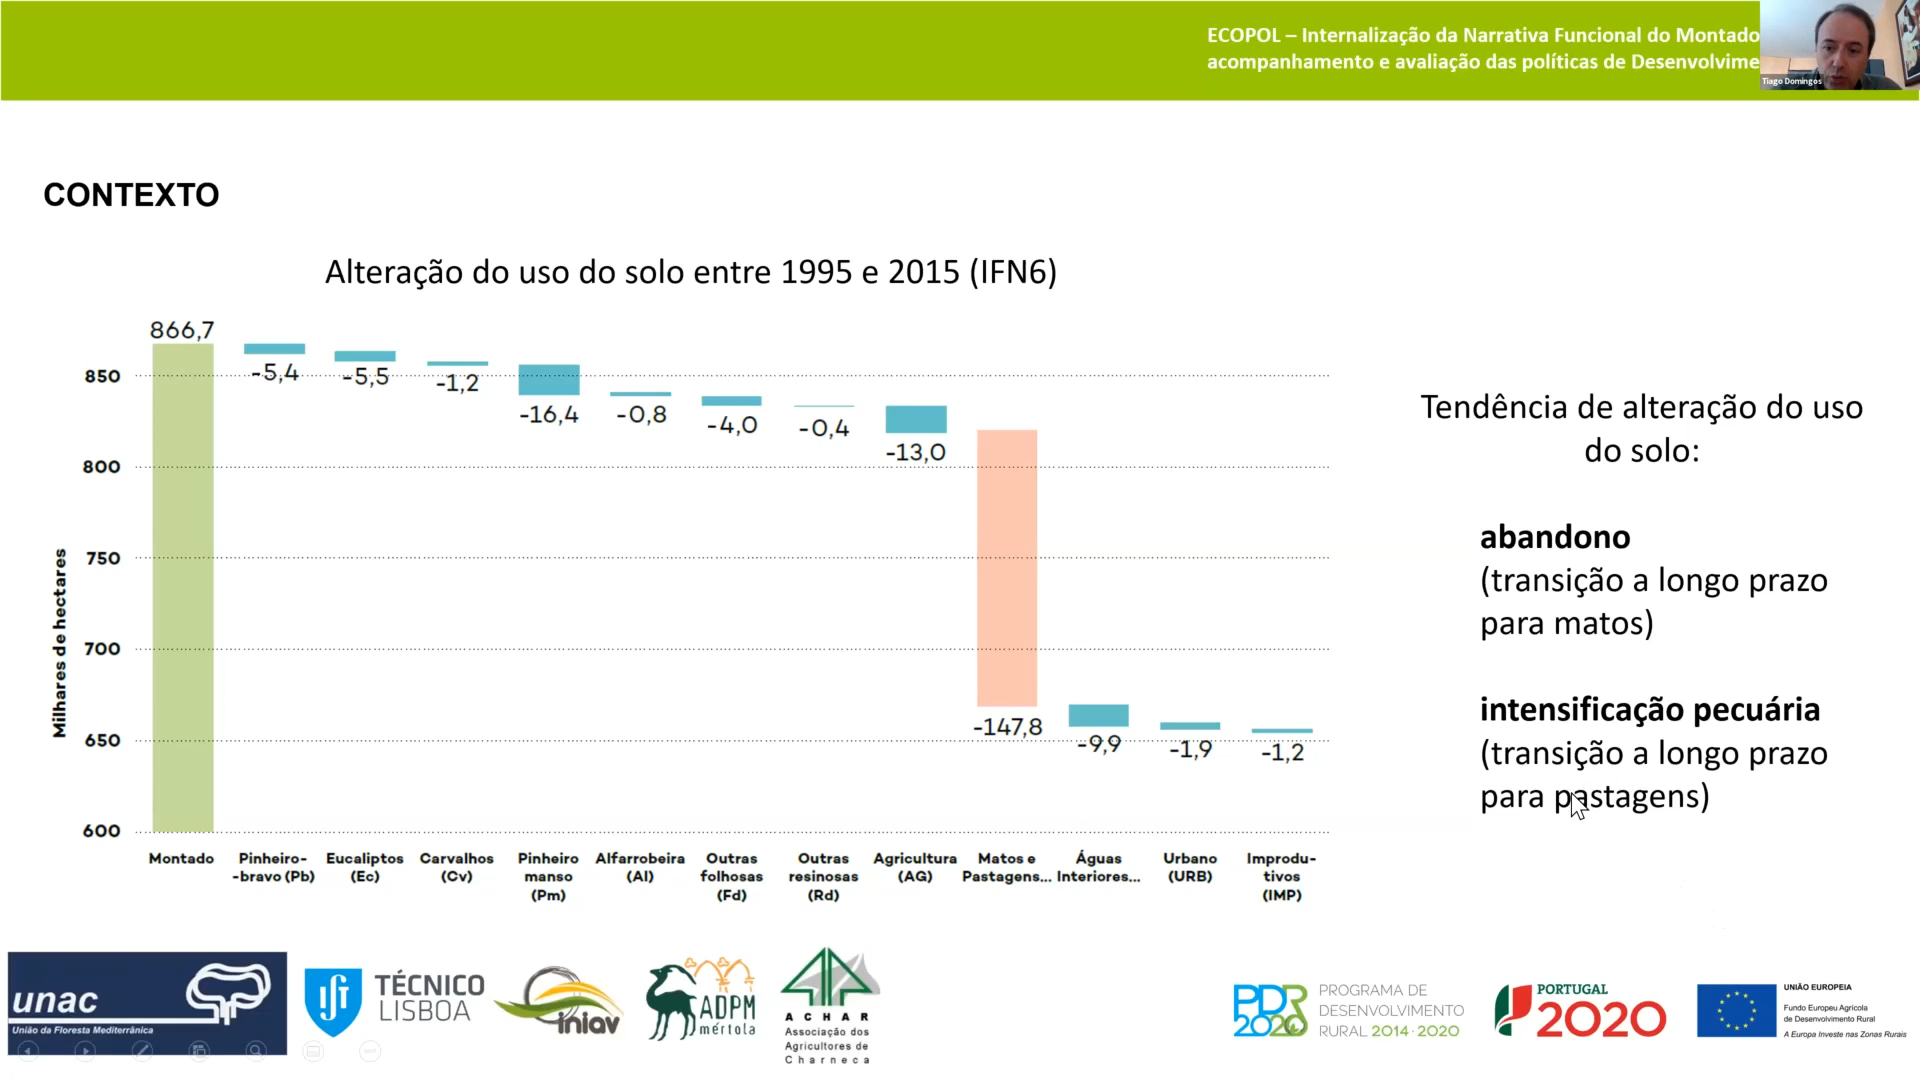 ECOPOL – Internalização da Narrativa Funcional do Montado
acompanhamento e avaliação das políticas de Desenvolvime
Tiago Domingos
CONTEXTO
Alteração do uso do solo entre 1995 e 2015 (IFN6)
Milhares de hectares
850
800
750
700
650
600
866,7
-5,4
-5,5
-1,2
-16,4
-0,8
-4,0
-0,4
-13,0
-147,8
-9,9
-1,9
-1,2
Montado
Pinheiro-
-bravo (Pb)
Eucaliptos
(Ec)
Carvalhos
(Cv)
Pinheiro
manso
(Pm)
Alfarrobeira
(Al)
Outras
folhosas
(Fd)
Outras
resinosas
(Rd)
Agricultura
(AG)
Matos e
Pastagens...
Águas
Interiores...
Urbano
(URB)
Improdu-
tivos
(IMP)
Tendência de alteração do uso
do solo:
abandono
(transição a longo prazo
para matos)
intensificação pecuária
(transição a longo prazo
para pastagens)
unac
União da Floresta Mediterrânica
TÉCNICO
LISBOA
iniav
ADPM
mértola
ACHAR
Associação dos
Agricultores de
Charneca
PDR
2020
PROGRAMA DE
DESENVOLVIMENTO
RURAL 2014·2020
PORTUGAL
2020
UNIÃO EUROPEIA
Fundo Europeu Agrícola
de Desenvolvimento Rural
A Europa Investe nas Zonas Rurais